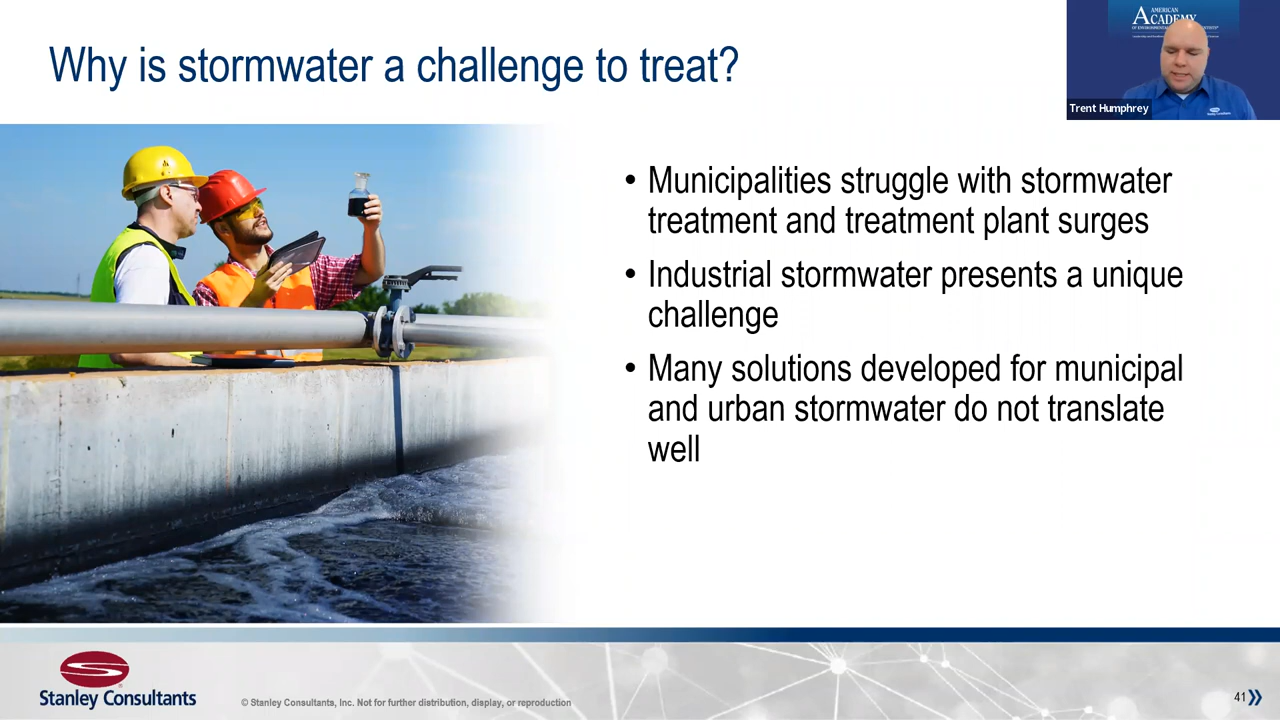 Why is stormwater a challenge to treat?
AMERICAN
ACADEMY
Trent Humphrey
Stanley Consultants
• Municipalities struggle with stormwater
treatment and treatment plant surges
• Industrial stormwater presents a unique
challenge
• Many solutions developed for municipal
and urban stormwater do not translate
well
Stanley Consultants
© Stanley Consultants, Inc. Not for further distribution, display, or reproduction
41